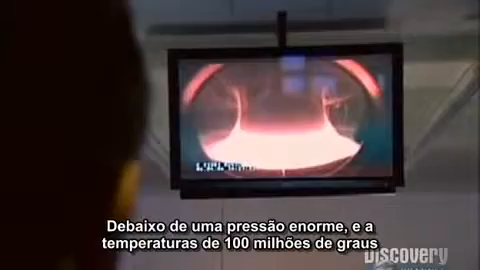 Debaixo de uma pressão enorme, e a
temperaturas de 100 milhões de graus
Discovery